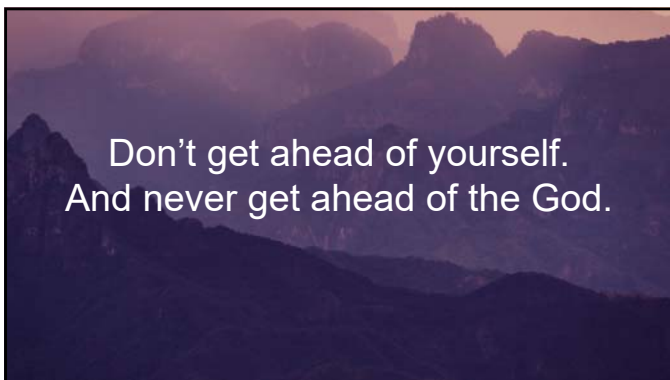 Don’t get ahead of yourself.
And never get ahead of the God.